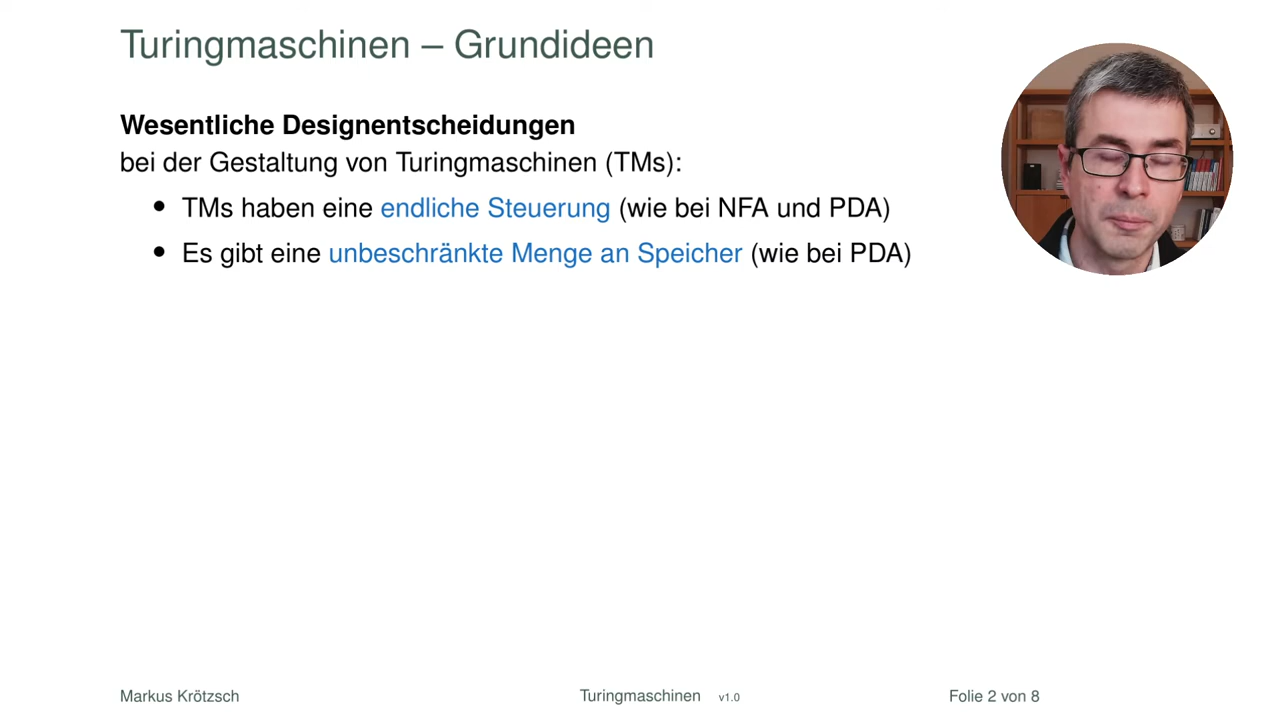 Turingmaschinen – Grundideen
Wesentliche Designentscheidungen
bei der Gestaltung von Turingmaschinen (TMs):
• TMs haben eine endliche Steuerung (wie bei NFA und PDA)
• Es gibt eine unbeschränkte Menge an Speicher (wie bei PDA)
Markus Krötzsch Turingmaschinen v1.0 Folie 2 von 8